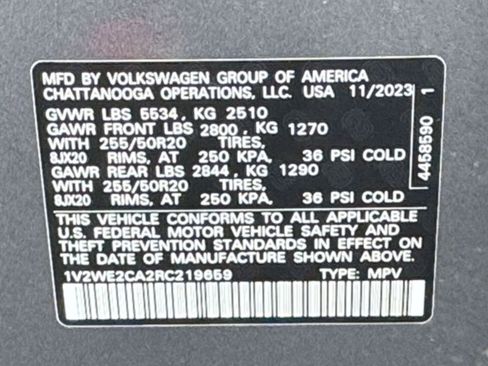 MFD BY VOLKSWAGEN GROUP OF AMERICA
CHATTANOOGA OPERATIONS, LLC. USA 11/2023
GVWR LBS 5534, KG 2510
GAWR FRONT LBS 2800, KG 1270
WITH 255/50R20 TIRES,
8JX20 RIMS, AT 250 KPA, 36 PSI COLD
GAWR REAR LBS 2844, KG 1290
WITH 255/50R20 TIRES,
8JX20 RIMS, AT 250 KPA, 36 PSI COLD
THIS VEHICLE CONFORMS TO ALL APPLICABLE
U.S. FEDERAL MOTOR VEHICLE SAFETY AND
THEFT PREVENTION STANDARDS IN EFFECT ON
THE DATE OF MANUFACTURE SHOWN ABOVE.
1V2WE2CA2RC219659 TYPE: MPV
4458690 1